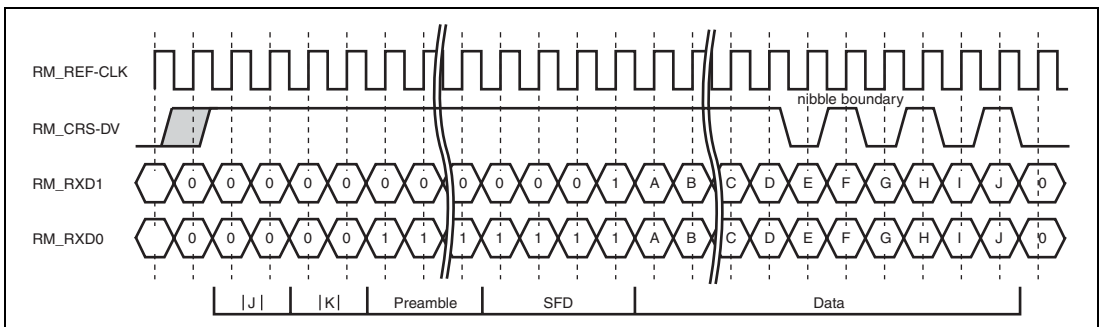 RM_REF-CLK
nibble boundary
RM_CRS-DV
RM_RXD1 0 0 0 0 0 0 0 0 0 0 0 1 A B C D E F G H I J 0
RM_RXD0 0 0 0 0 0 1 1 1 1 1 1 1 A B C D E F G H I J 0
|J| |K| Preamble SFD Data